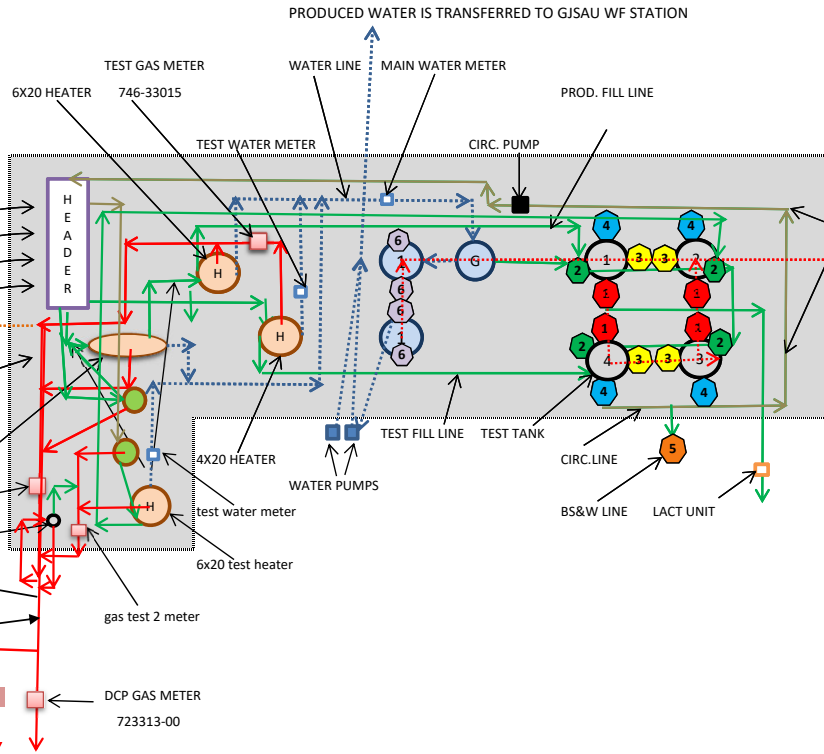 PRODUCED WATER IS TRANSFERRED TO GJSAU WF STATION
TEST GAS METER
746-33015
WATER LINE
MAIN WATER METER
6X20 HEATER
PROD. FILL LINE
TEST WATER METER
CIRC. PUMP
HEADER
6
1
G
1
2
3
3
4
4
2
2
H
6
6
1
6
1
1
1
1
H
2
2
4
3
3
3
4
4
H
4X20 HEATER
TEST FILL LINE
TEST TANK
CIRC.LINE
5
WATER PUMPS
BS&W LINE
LACT UNIT
test water meter
6x20 test heater
gas test 2 meter
DCP GAS METER
723313-00